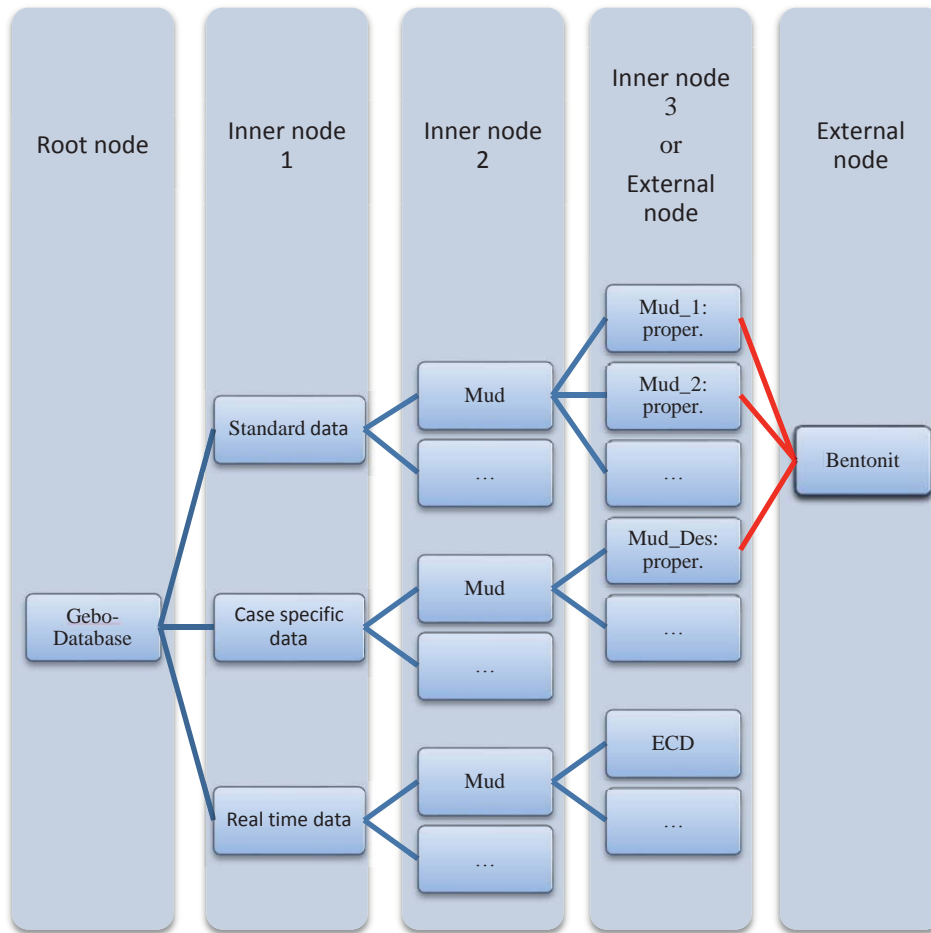 Root node
Inner node
1
Inner node
2
Inner node
3
or
External
node
External
node
Gebo-
Database
Standard data
Case specific
data
Real time data
Mud
…
Mud
…
Mud
…
Mud_1:
proper.
Mud_2:
proper.
…
Mud_Des:
proper.
…
ECD
…
Bentonit